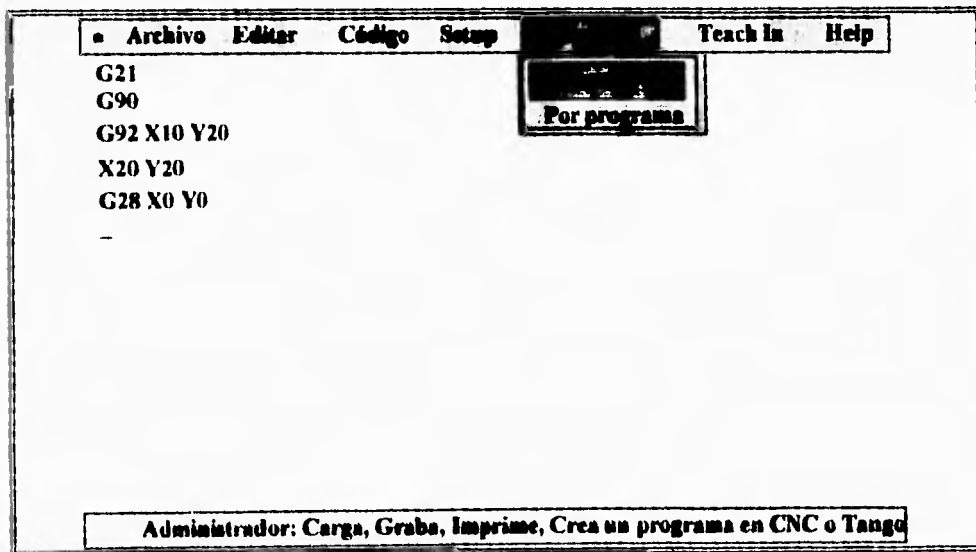 Archivo Editar Código Setup Teach In Help
G21
G90
Por programa
G92 X10 Y20
X20 Y20
G28 X0 Y0
_
Administrador: Carga, Graba, Imprime, Crea un programa en CNC o Tango